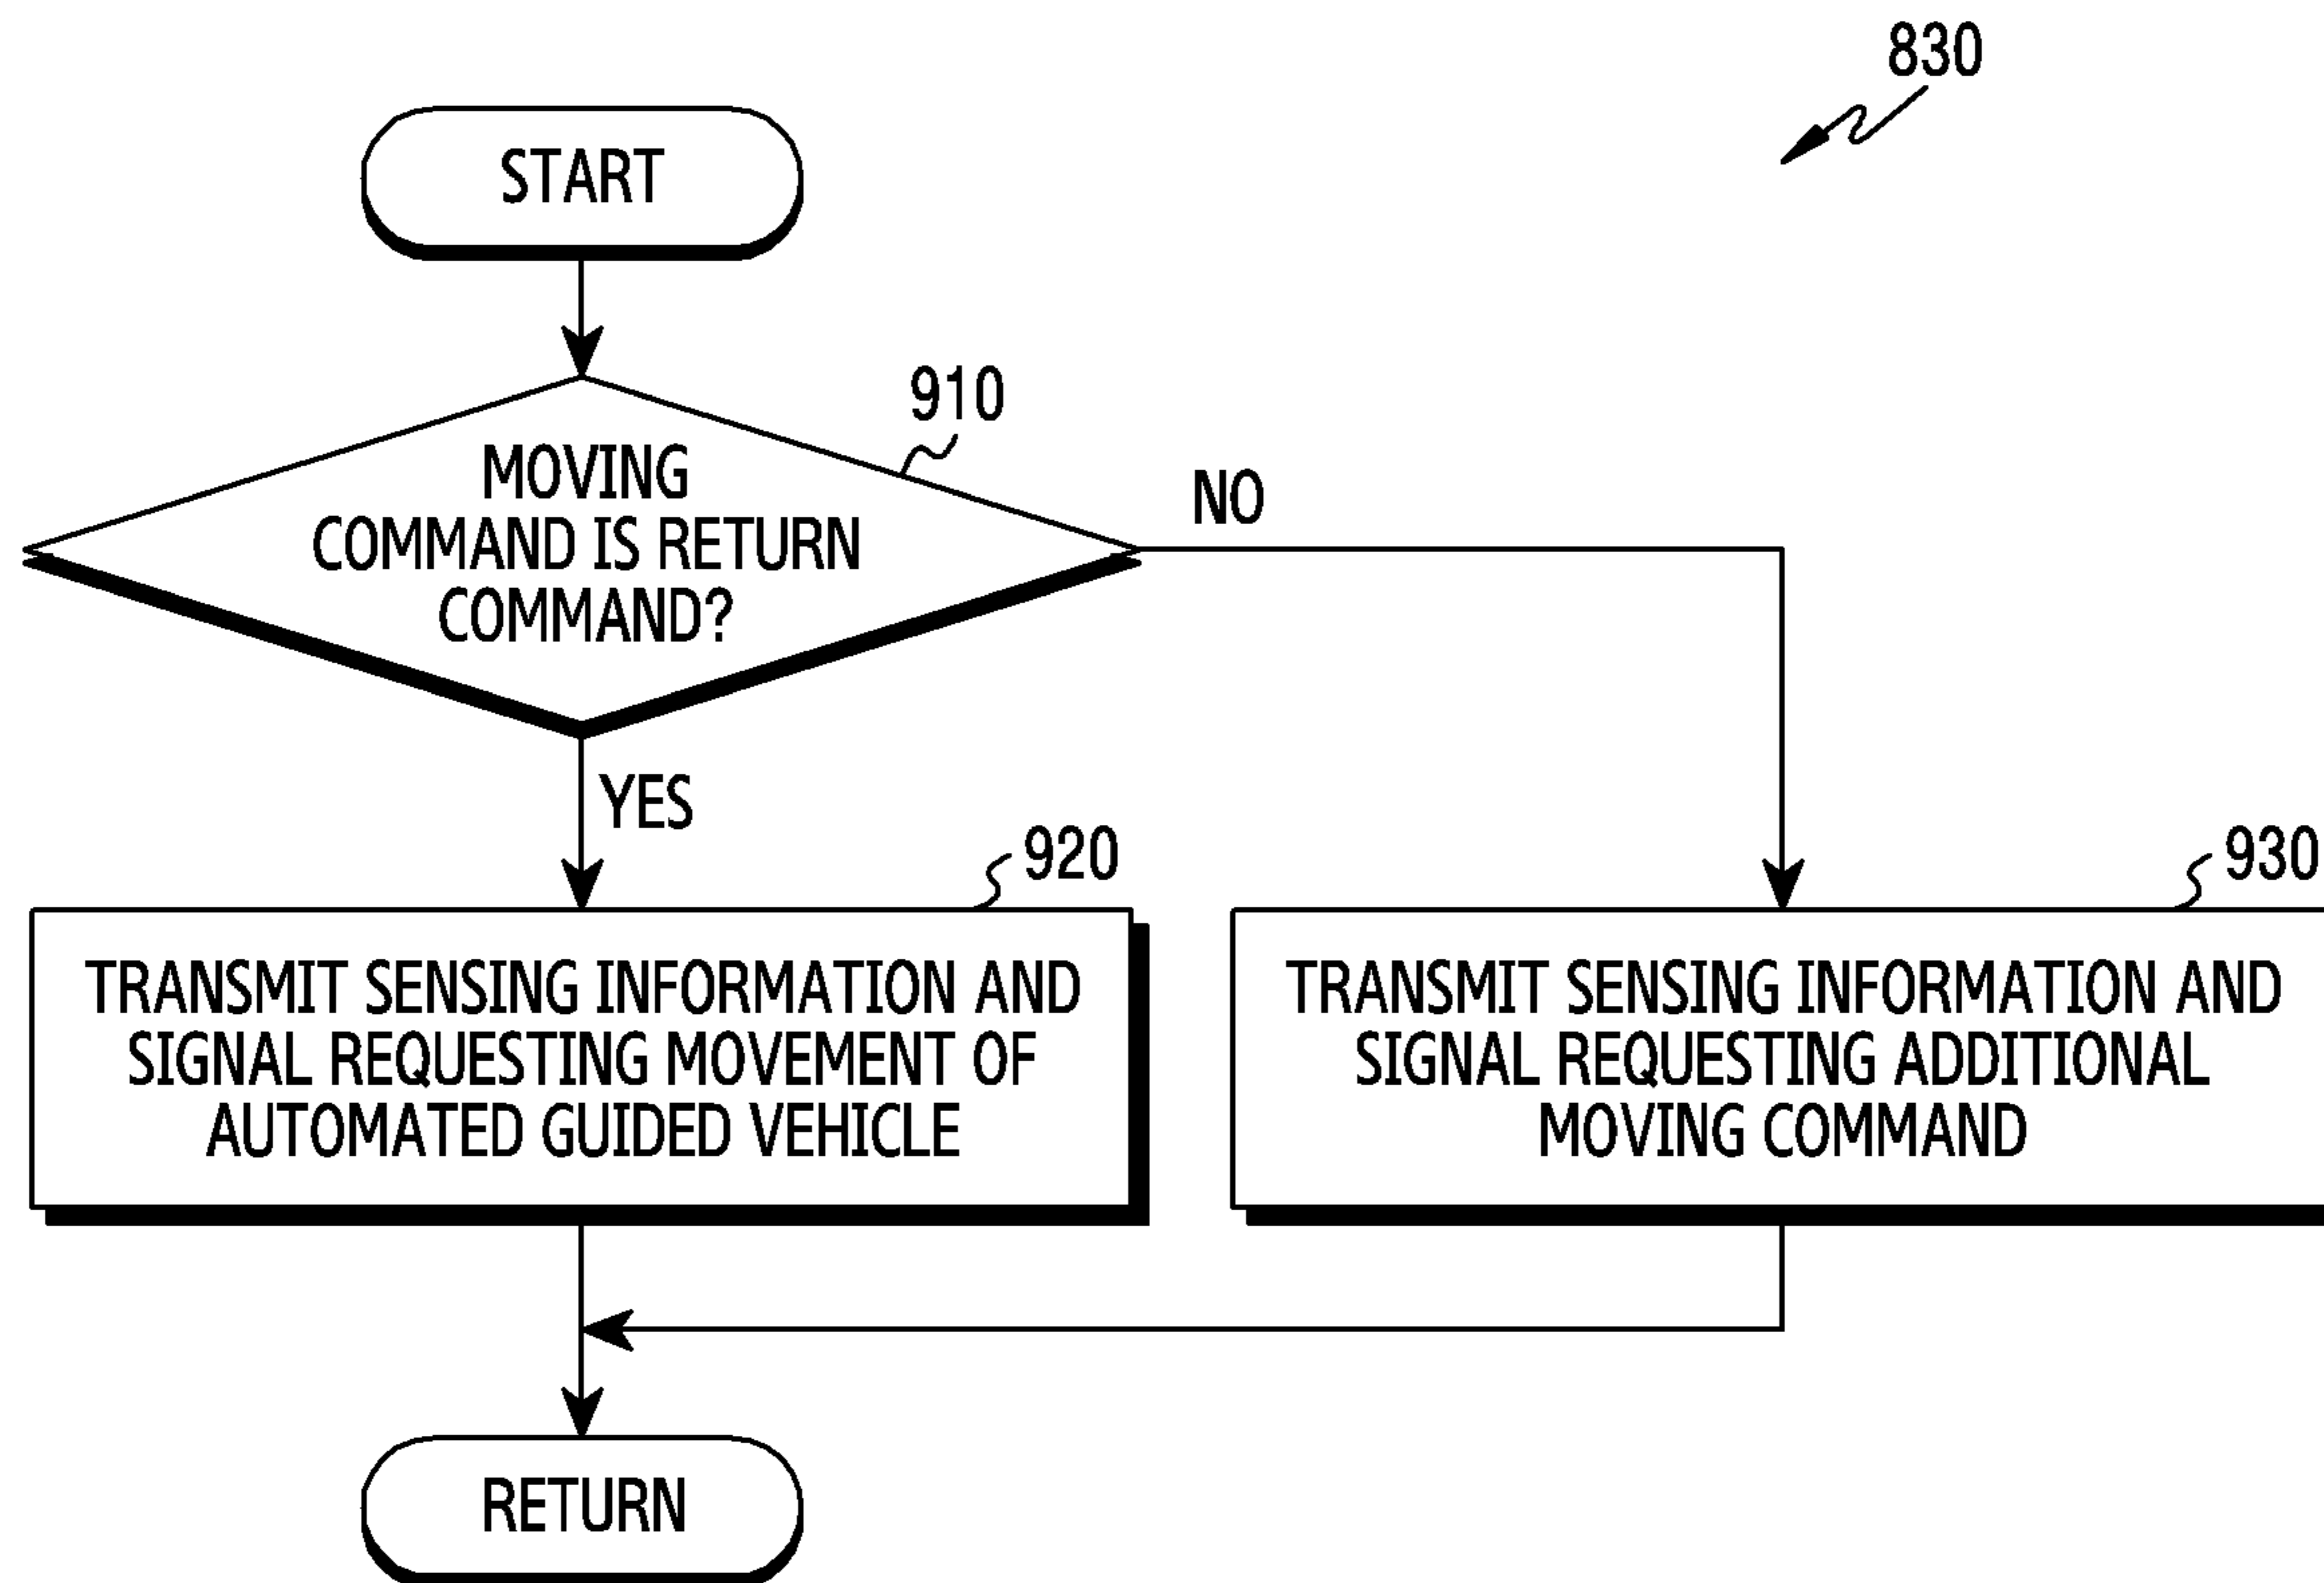 830
START
910
MOVING
COMMAND IS RETURN
COMMAND?
NO
YES
920
TRANSMIT SENSING INFORMATION AND
SIGNAL REQUESTING MOVEMENT OF
AUTOMATED GUIDED VEHICLE
930
TRANSMIT SENSING INFORMATION AND
SIGNAL REQUESTING ADDITIONAL
MOVING COMMAND
RETURN